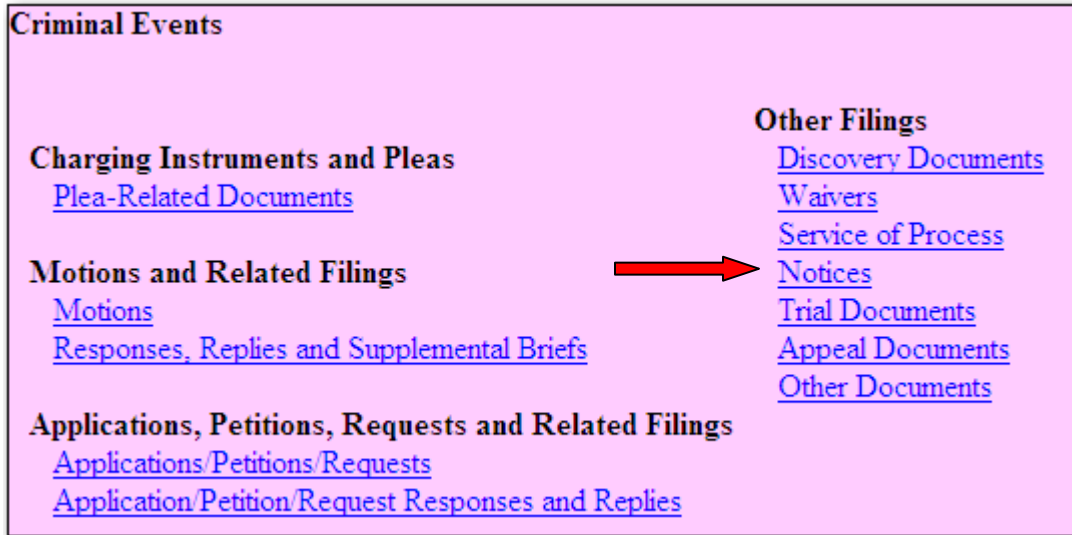 Criminal Events
Charging Instruments and Pleas
Plea-Related Documents
Motions and Related Filings
Motions
Responses, Replies and Supplemental Briefs
Applications, Petitions, Requests and Related Filings
Applications/Petitions/Requests
Application/Petition/Request Responses and Replies
Other Filings
Discovery Documents
Waivers
Service of Process
Notices
Trial Documents
Appeal Documents
Other Documents